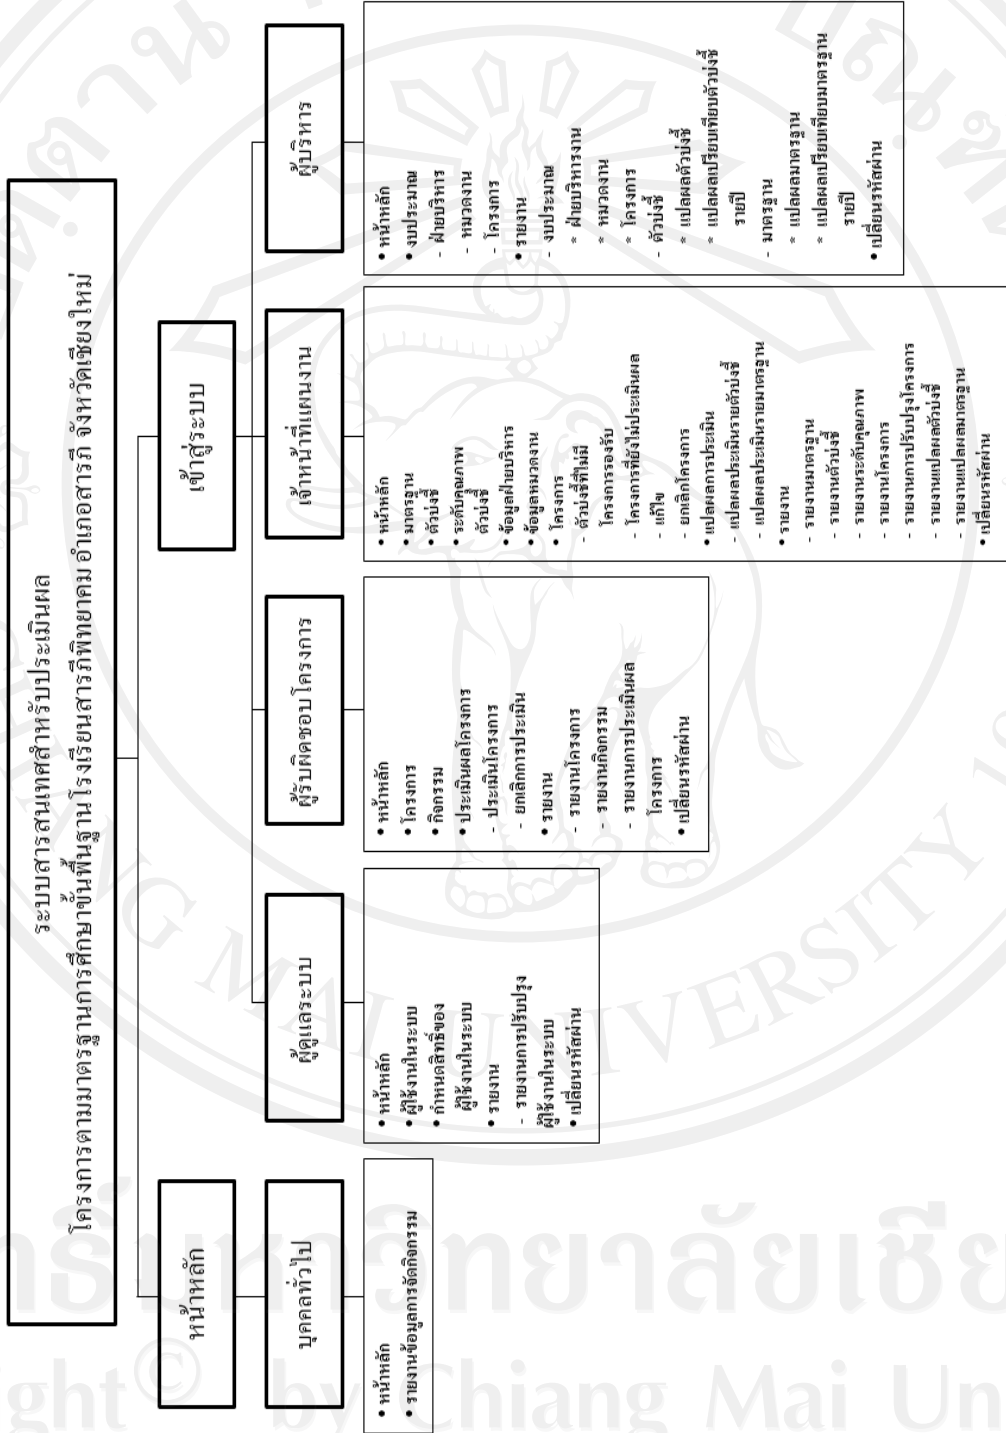 ระบบสารสนเทศสำหรับประเมินผล
โครงการตามมาตรฐานการศึกษาขั้นพื้นฐานโรงเรียนสารภีพิทยาคม อำเภอสารภี จังหวัดเชียงใหม่
หน้าหลัก
เข้าสู่ระบบ
บุคคลทั่วไป
• หน้าหลัก
• รายงานข้อมูลการจัดกิจกรรม
ผู้ดูแลระบบ
• หน้าหลัก
• ผู้ใช้งานในระบบ
• กำหนดสิทธิ์ของ
ผู้ใช้งานในระบบ
• รายงาน
- รายงานการปรับปรุง
ผู้ใช้งานในระบบ
• เปลี่ยนรหัสผ่าน
ผู้รับผิดชอบโครงการ
• หน้าหลัก
• โครงการ
• กิจกรรม
• ประเมินผลโครงการ
- ประเมินโครงการ
- ยกเลิกการประเมิน
• รายงาน
- รายงานโครงการ
- รายงานกิจกรรม
- รายงานการประเมินผล
โครงการ
• เปลี่ยนรหัสผ่าน
เจ้าหน้าที่แผนงาน
• หน้าหลัก
• มาตรฐาน
• ตัวบ่งชี้
• ระดับคุณภาพ
ตัวบ่งชี้
• ข้อมูลฝ่ายบริหาร
• ข้อมูลหมวดงาน
• โครงการ
- ตัวบ่งชี้ที่ไม่มี
โครงการรองรับ
- โครงการที่ยังไม่ประเมินผล
- แก้ไข
- ยกเลิกโครงการ
• แปลผลการประเมิน
- แปลผลประเมินรายตัวบ่งชี้
- แปลผลประเมินรายมาตรฐาน
• รายงาน
- รายงานมาตรฐาน
- รายงานตัวบ่งชี้
- รายงานระดับคุณภาพ
- รายงานโครงการ
- รายงานการปรับปรุงโครงการ
- รายงานแปลผลตัวบ่งชี้
- รายงานแปลผลมาตรฐาน
• เปลี่ยนรหัสผ่าน
ผู้บริหาร
• หน้าหลัก
• งบประมาณ
- ฝ่ายบริหาร
- หมวดงาน
- โครงการ
• รายงาน
- งบประมาณ
* ฝ่ายบริหารงาน
* หมวดงาน
* โครงการ
- ตัวบ่งชี้
* แปลผลตัวบ่งชี้
* แปลผลเปรียบเทียบตัวบ่งชี้
รายปี
- มาตรฐาน
* แปลผลมาตรฐาน
* แปลผลเปรียบเทียบมาตรฐาน
รายปี
• เปลี่ยนรหัสผ่าน
MAI UNIVERSITY
มหาวิทยาลัยเชีย
ght © by Chiang Mai Un